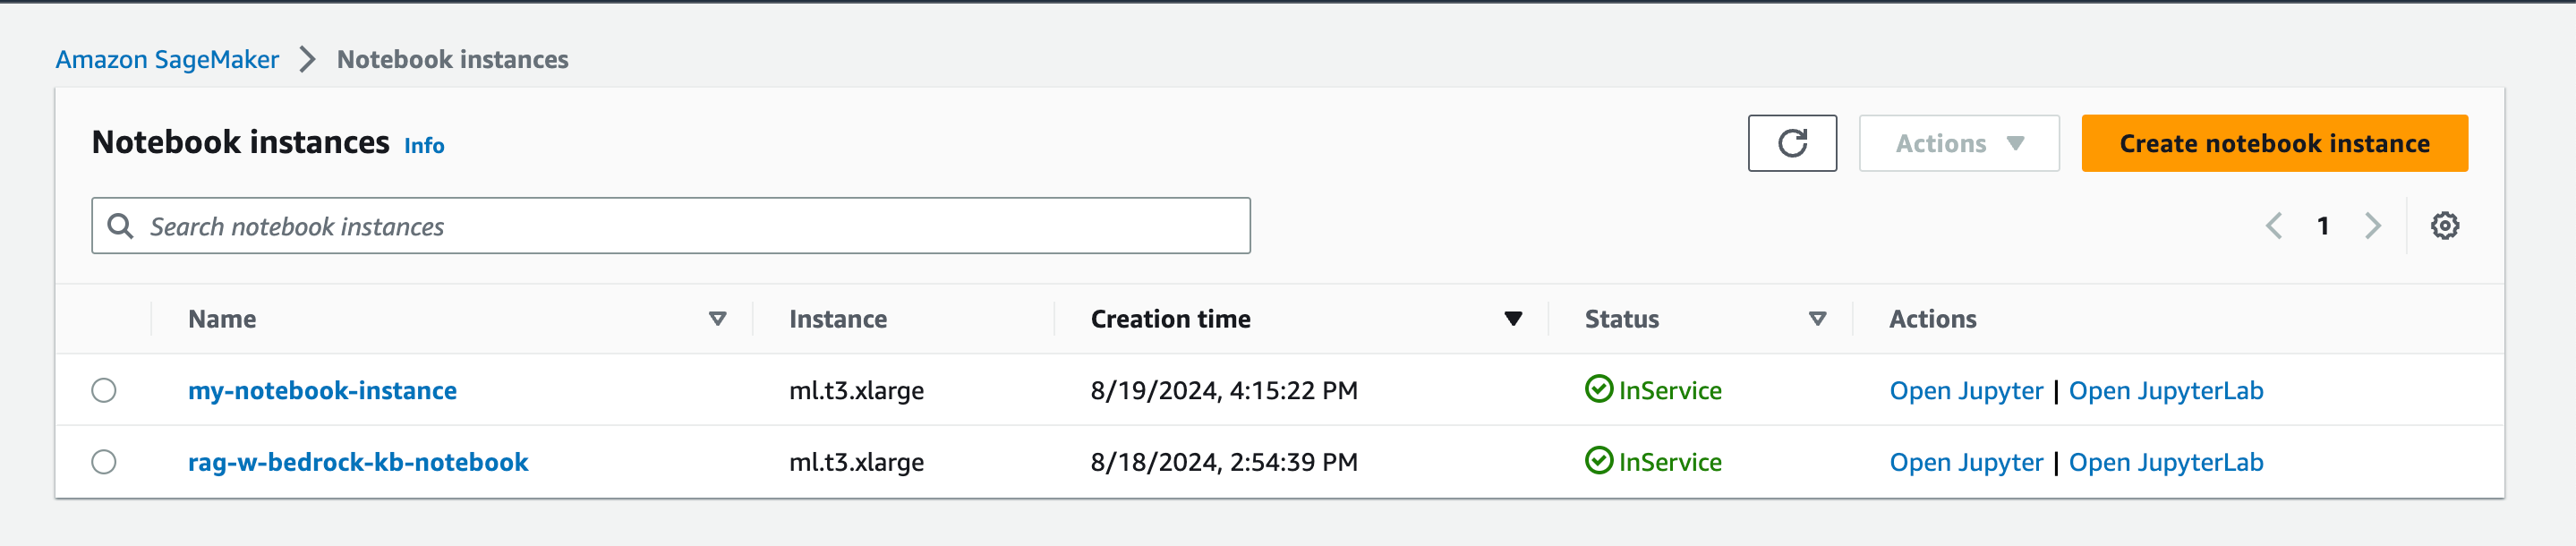 Amazon SageMaker > Notebook instances
Notebook instances Info
Actions
Create notebook instance
Search notebook instances
1
Name Instance Creation time Status Actions
my-notebook-instance ml.t3.xlarge 8/19/2024, 4:15:22 PM InService Open Jupyter | Open JupyterLab
rag-w-bedrock-kb-notebook ml.t3.xlarge 8/18/2024, 2:54:39 PM InService Open Jupyter | Open JupyterLab